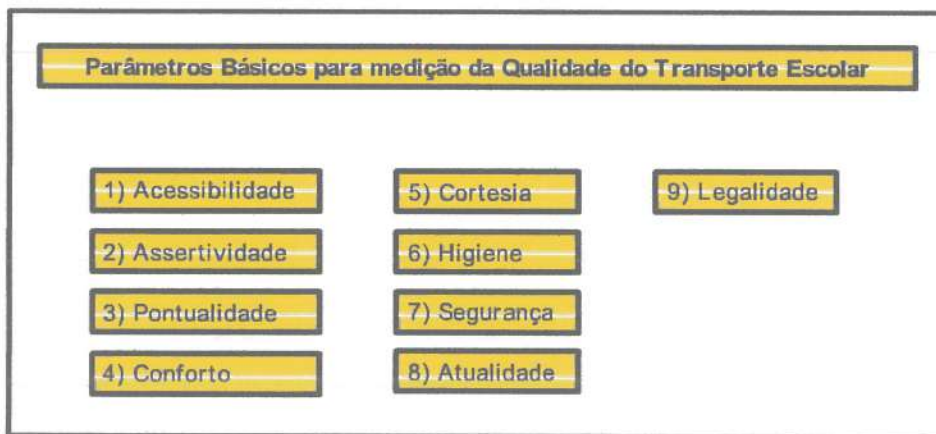 Parâmetros Básicos para medição da Qualidade do Transporte Escolar
1) Acessibilidade
2) Assertividade
3) Pontualidade
4) Conforto
5) Cortesia
6) Higiene
7) Segurança
8) Atualidade
9) Legalidade